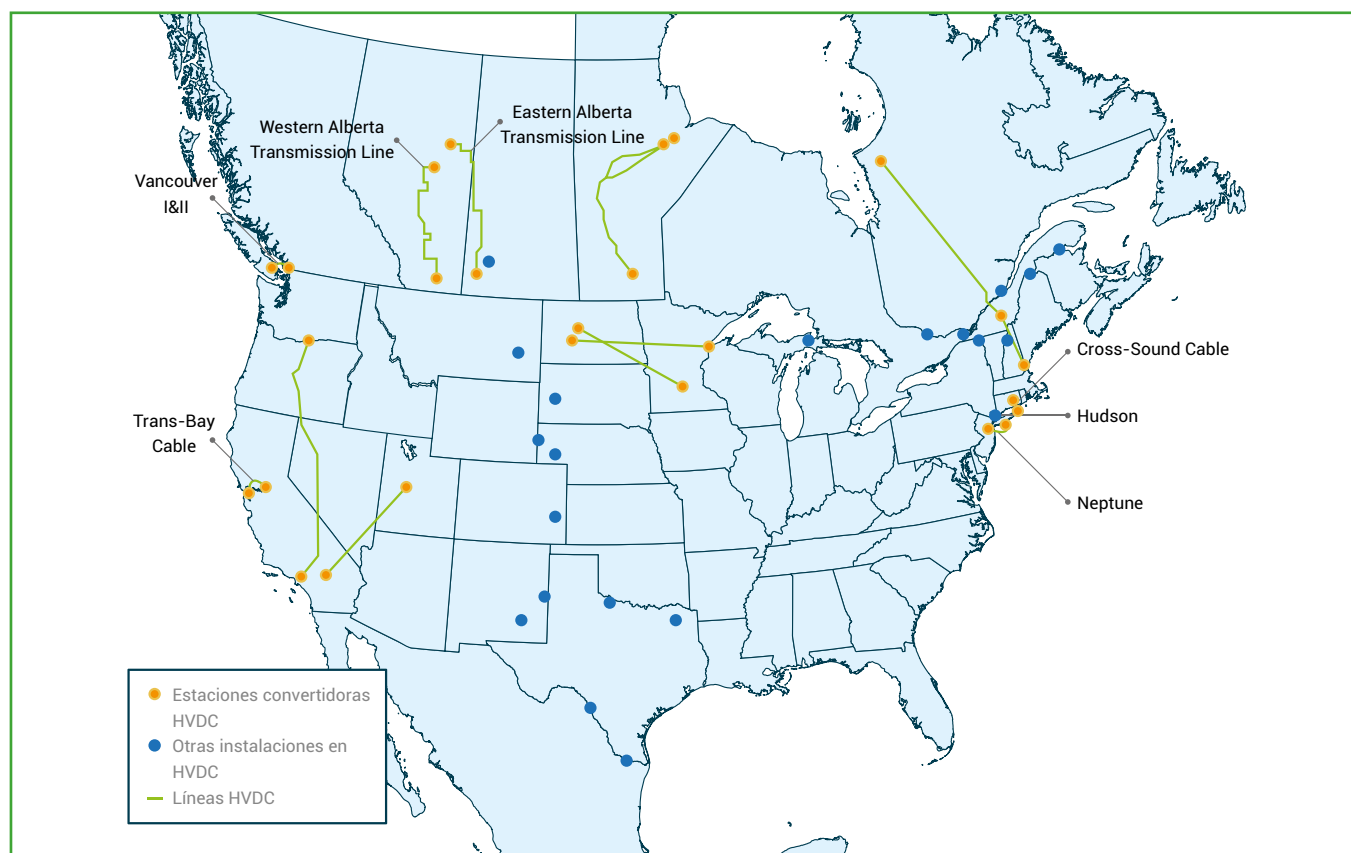 Eastern Alberta
Transmission Line
Western Alberta
Transmission Line
Vancouver
I&II
Cross-Sound Cable
Trans-Bay
Cable
Hudson
Neptune
Estaciones convertidoras
HVDC
Otras instalaciones en
HVDC
Líneas HVDC